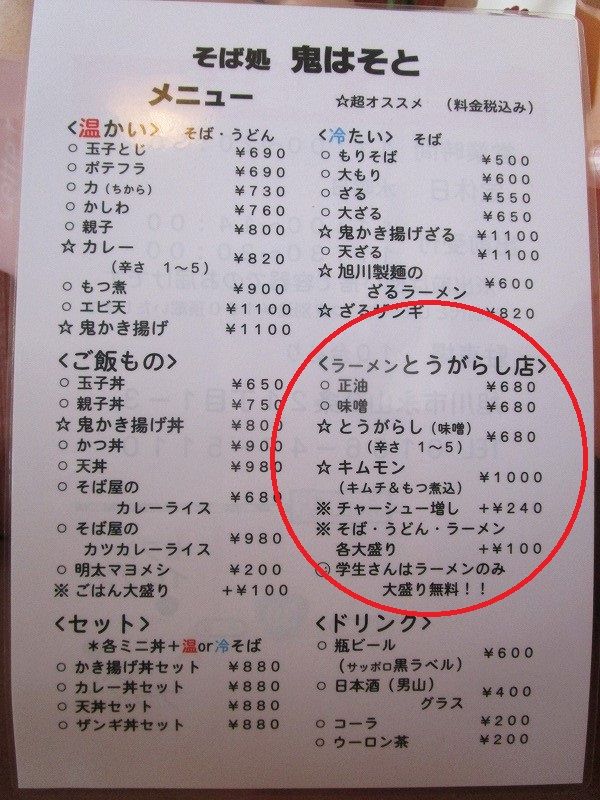 そば処 鬼はそと
メニュー
☆超オススメ （料金税込み）
<温かい> そば・うどん
○ 玉子とじ ￥690
○ ポテフラ ￥690
○ 力(ちから) ￥730
○ かしわ ￥760
○ 親子 ￥800
☆ カレー ￥820
（辛さ １～５）
○ もつ煮 ￥900
○ エビ天 ￥1100
☆ 鬼かき揚げ ￥1100
<ご飯もの>
○ 玉子丼 ￥650
○ 親子丼 ￥750
☆ 鬼かき揚げ丼 ￥800
○ かつ丼 ￥900
○ 天丼 ￥980
○ そば屋の
カレーライス ￥680
○ そば屋の
カツカレーライス ￥980
○ 明太マヨメシ ￥200
※ ごはん大盛り +￥100
<セット>
＊各ミニ丼＋温or冷そば
○ かき揚げ丼セット ￥880
○ カレー丼セット ￥880
○ 天丼セット ￥880
○ ザンギ丼セット ￥880
<冷たい> そば
○ もりそば ￥500
○ 大もり ￥600
○ ざる ￥550
○ 大ざる ￥650
☆ 鬼かき揚げざる ￥1100
○ 天ざる ￥1100
☆ 旭川製麺の
ざるラーメン ￥600
☆ ざるザンギ ￥820
<ラーメンとうがらし店>
○ 正油 ￥680
○ 味噌 ￥680
☆ とうがらし(味噌) ￥680
（辛さ １～５）
☆ キムモン ￥1000
（キムチ＆もつ煮込）
※ チャーシュー増し +￥240
※ そば・うどん・ラーメン
各大盛り +￥100
◎ 学生さんはラーメンのみ
大盛り無料！！
<ドリンク>
○ 瓶ビール ￥600
（サッポロ黒ラベル）
○ 日本酒（男山） ￥400
グラス
○ コーラ ￥200
○ ウーロン茶 ￥200